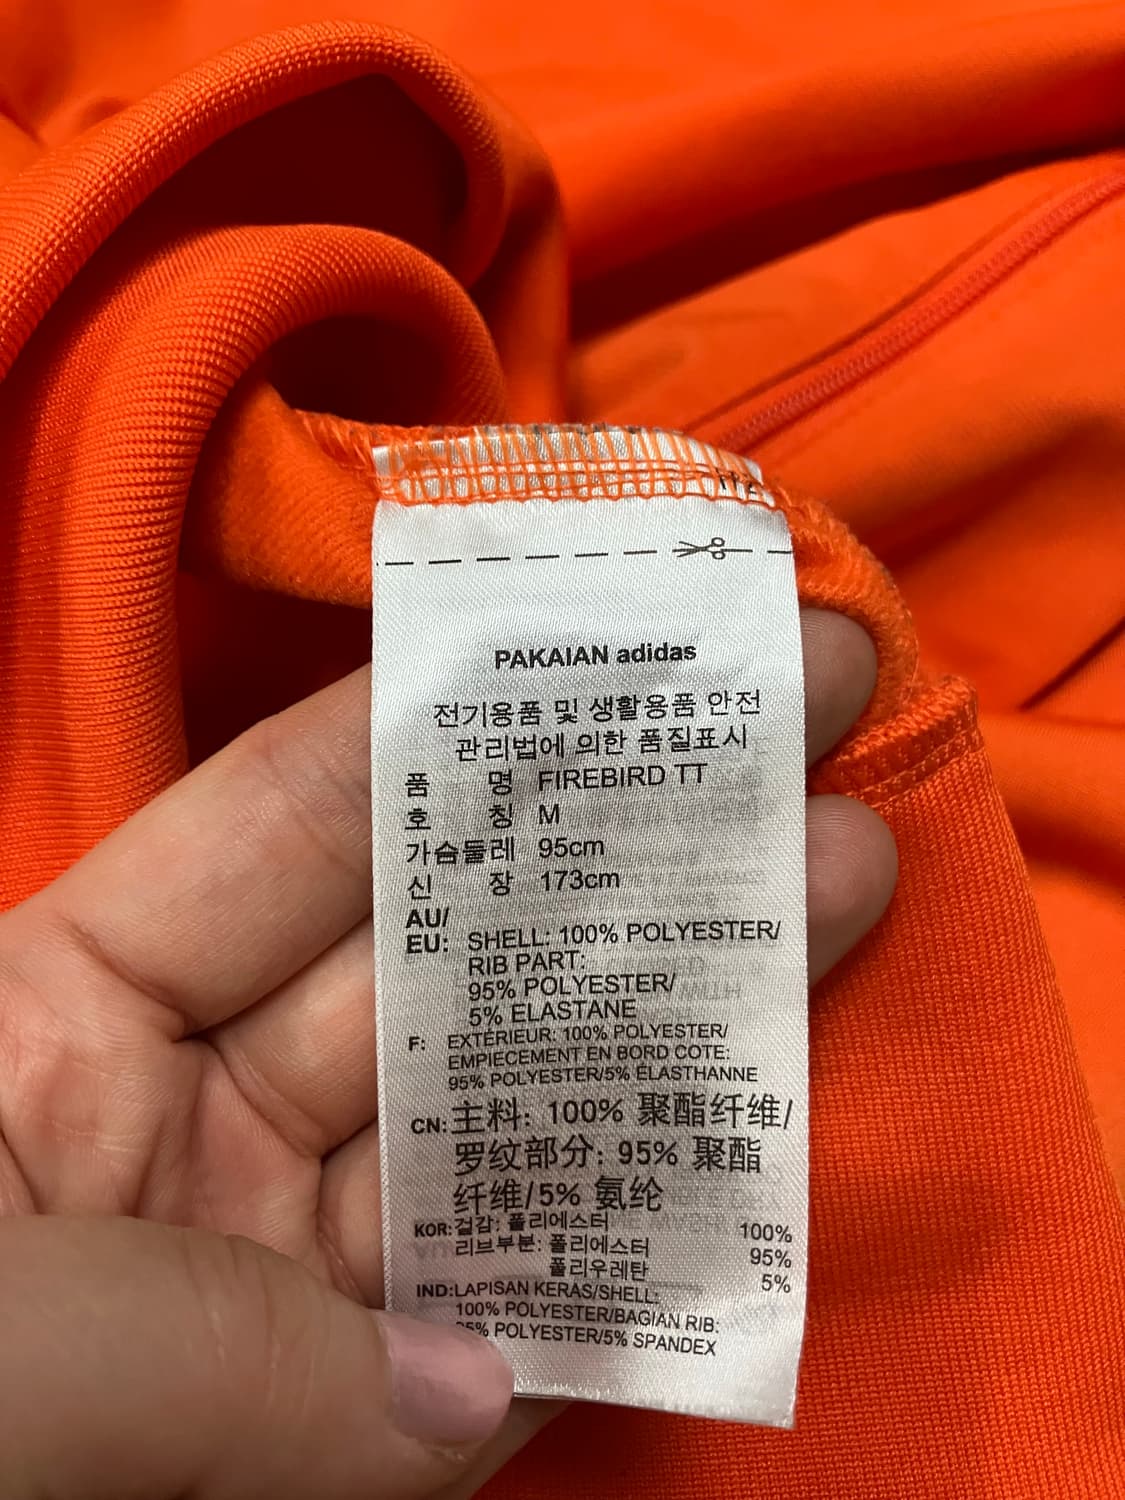 PAKAIAN adidas
전기용품 및 생활용품 안전
관리법에 의한 품질표시
품 명 FIREBIRD TT
호 칭 M
가슴둘레 95cm
신 장 173cm
AU/
EU: SHELL: 100% POLYESTER/
RIB PART:
95% POLYESTER/
5% ELASTANE
F: EXTERIEUR: 100% POLYESTER/
EMPIECEMENT EN BORD COTE:
95% POLYESTER/5% ÉLASTHANNE
CN: 主料: 100% 聚酯纤维/
罗纹部分: 95% 聚酯
纤维/5% 氨纶
KOR: 겉감: 폴리에스터 100%
리브부분: 폴리에스터 95%
폴리우레탄 5%
IND: LAPISAN KERAS/SHELL:
100% POLYESTER/BAGIAN RIB:
95% POLYESTER/5% SPANDEX